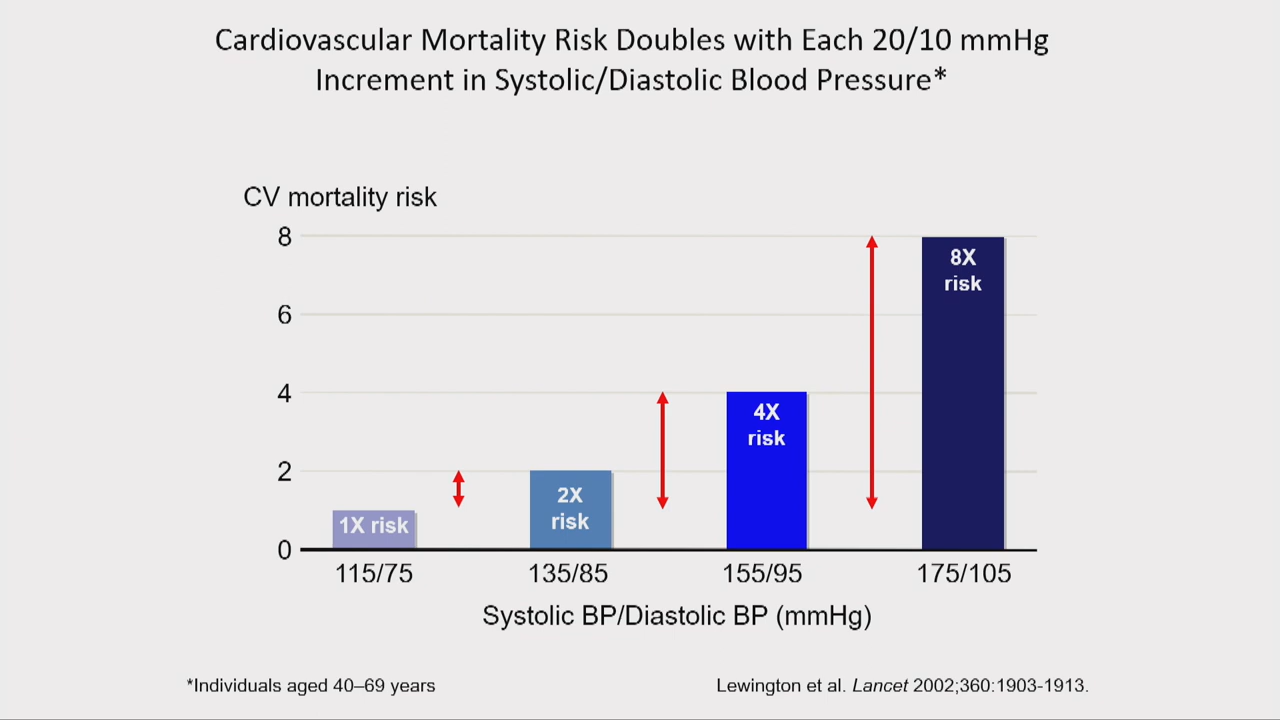 Cardiovascular Mortality Risk Doubles with Each 20/10 mmHg
Increment in Systolic/Diastolic Blood Pressure*
CV mortality risk
8
6
4
2
0
1X risk
2X
risk
4X
risk
8X
risk
115/75
135/85
155/95
175/105
Systolic BP/Diastolic BP (mmHg)
*Individuals aged 40–69 years
Lewington et al. Lancet 2002;360:1903-1913.